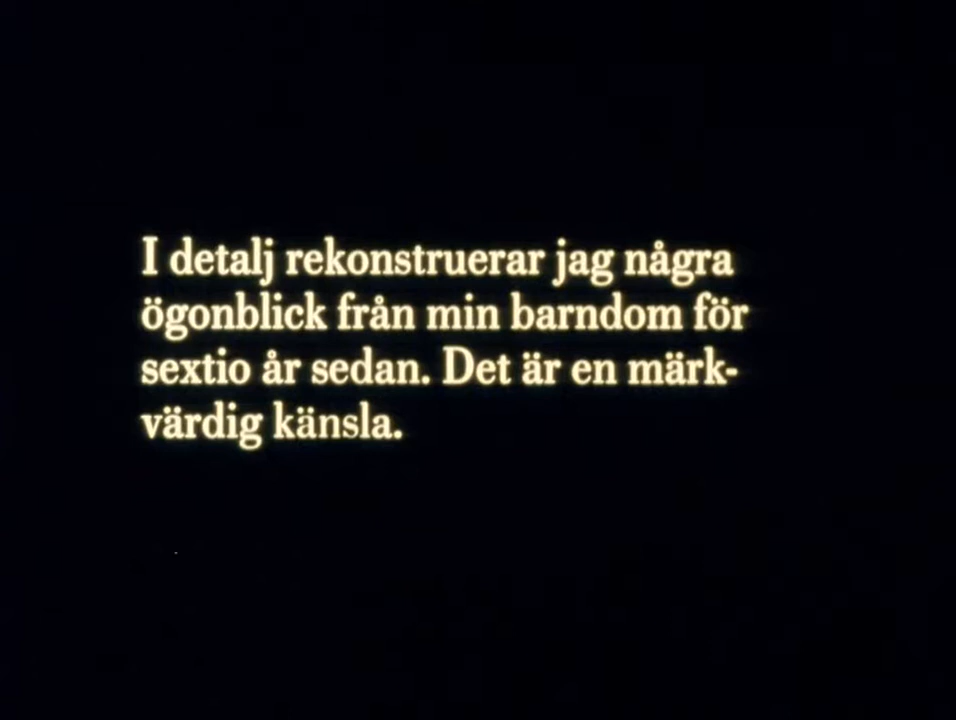 I detalj rekonstruerar jag några
ögonblick från min barndom för
sextio år sedan. Det är en märk-
värdig känsla.